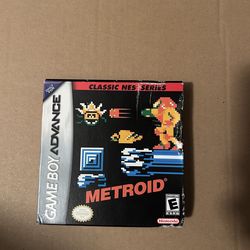 CLASSIC NES SERIES
GAME BOY ADVANCE
METROID
E
Nintendo